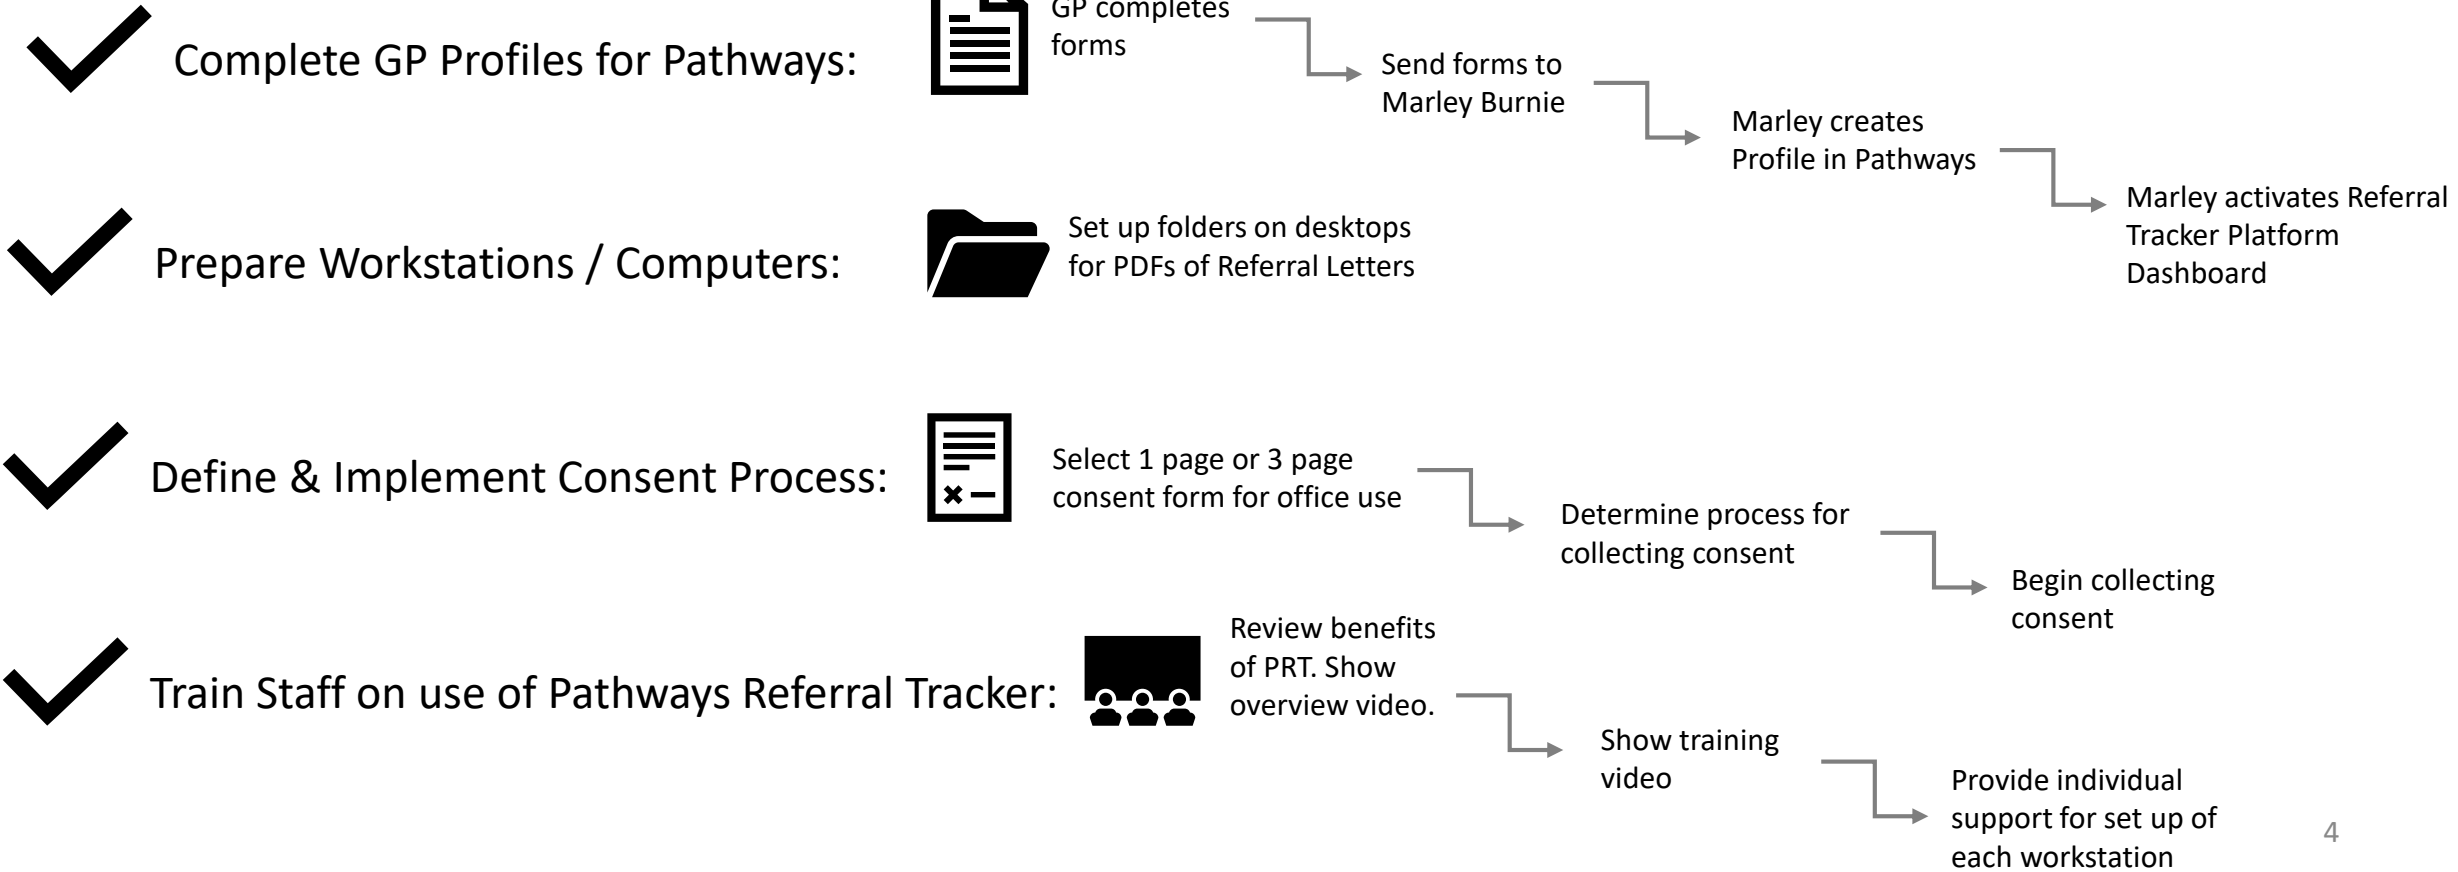 Complete GP Profiles for Pathways:
GP completes
forms
Send forms to
Marley Burnie
Marley creates
Profile in Pathways
Marley activates Referral
Tracker Platform
Dashboard
Prepare Workstations / Computers:
Set up folders on desktops
for PDFs of Referral Letters
Define & Implement Consent Process:
Select 1 page or 3 page
consent form for office use
Determine process for
collecting consent
Begin collecting
consent
Train Staff on use of Pathways Referral Tracker:
Review benefits
of PRT. Show
overview video.
Show training
video
Provide individual
support for set up of
each workstation
4